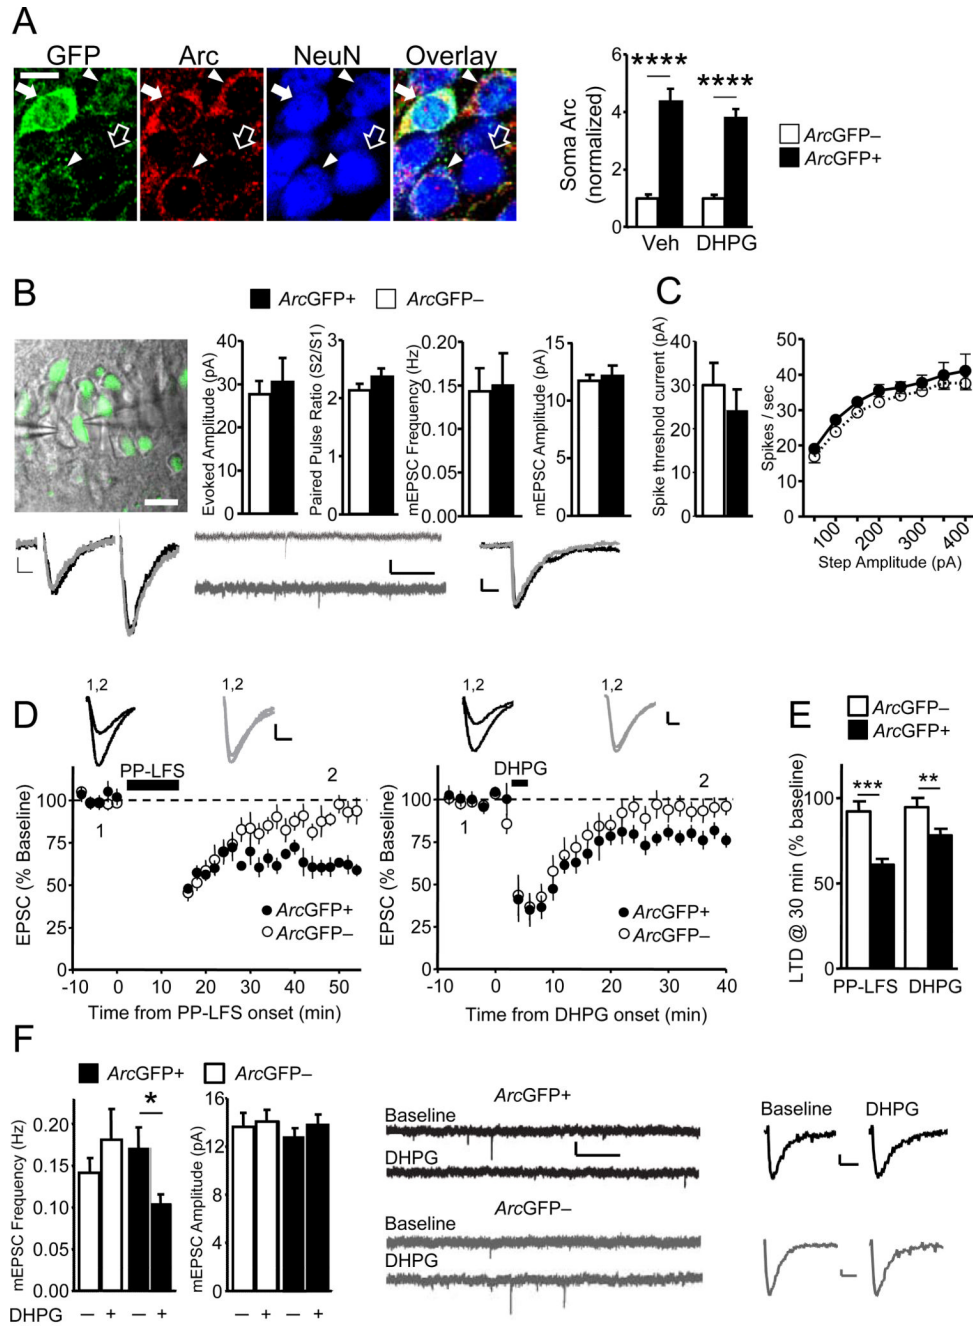 A
GFP
Arc
NeuN
Overlay
Soma Arc
(normalized)
6
4
2
0
****
****
Veh
DHPG
ArcGFP–
ArcGFP+
B
ArcGFP+
ArcGFP–
Evoked Amplitude (pA)
40
30
20
10
0
Paired Pulse Ratio (S2/S1)
3
2
1
0
mEPSC Frequency (Hz)
0.20
0.15
0.10
0.05
0.00
mEPSC Amplitude (pA)
15
10
5
0
C
Spike threshold current (pA)
40
30
20
10
0
Spikes / sec
50
40
30
20
10
0
100
200
300
400
Step Amplitude (pA)
D
1,2
1,2
PP-LFS
1
2
EPSC (% Baseline)
100
75
50
25
0
ArcGFP+
ArcGFP–
-10
0
10
20
30
40
50
Time from PP-LFS onset (min)
1,2
1,2
DHPG
1
2
EPSC (% Baseline)
100
75
50
25
0
ArcGFP+
ArcGFP–
-10
0
10
20
30
40
Time from DHPG onset (min)
E
ArcGFP–
ArcGFP+
LTD @ 30 min (% baseline)
100
50
0
***
**
PP-LFS
DHPG
F
ArcGFP+
ArcGFP–
mEPSC Frequency (Hz)
0.20
0.15
0.10
0.05
0.00
*
DHPG – + – +
mEPSC Amplitude (pA)
16
12
8
4
0
– + – +
ArcGFP+
Baseline
DHPG
ArcGFP–
Baseline
DHPG
Baseline
DHPG